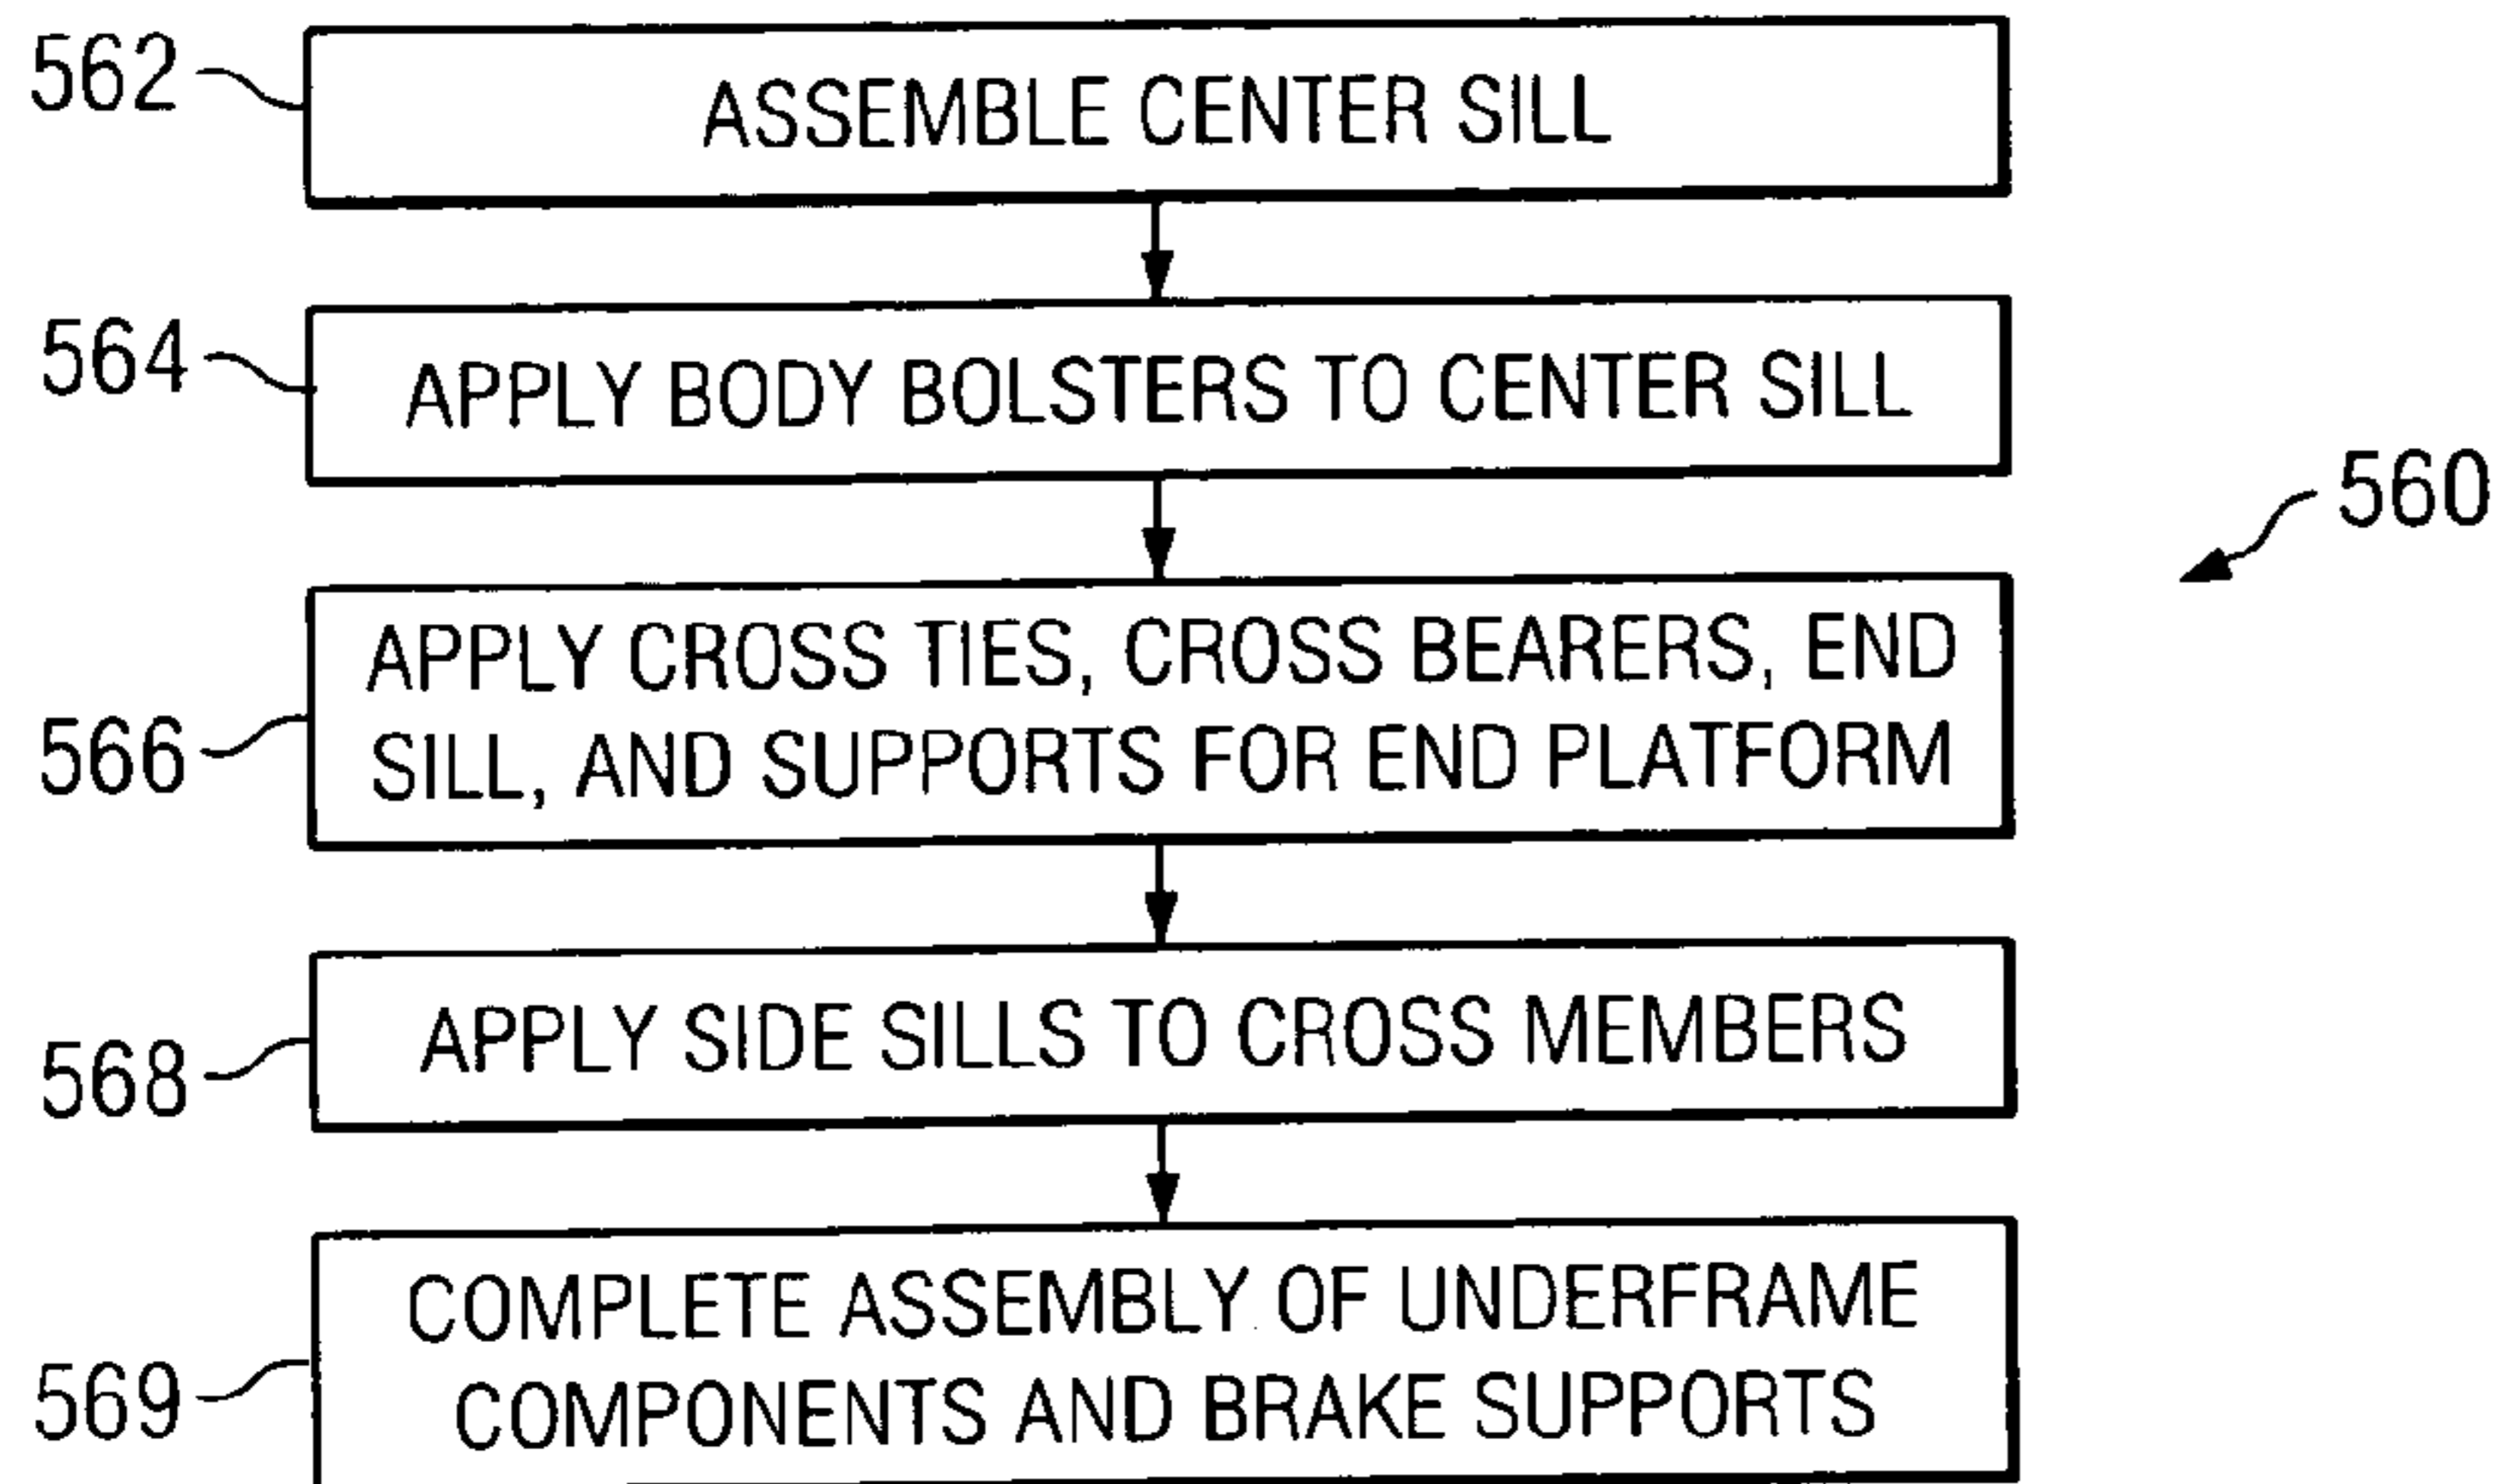 562
ASSEMBLE CENTER SILL
564
APPLY BODY BOLSTERS TO CENTER SILL
560
566
APPLY CROSS TIES, CROSS BEARERS, END
SILL, AND SUPPORTS FOR END PLATFORM
568
APPLY SIDE SILLS TO CROSS MEMBERS
569
COMPLETE ASSEMBLY OF UNDERFRAME
COMPONENTS AND BRAKE SUPPORTS